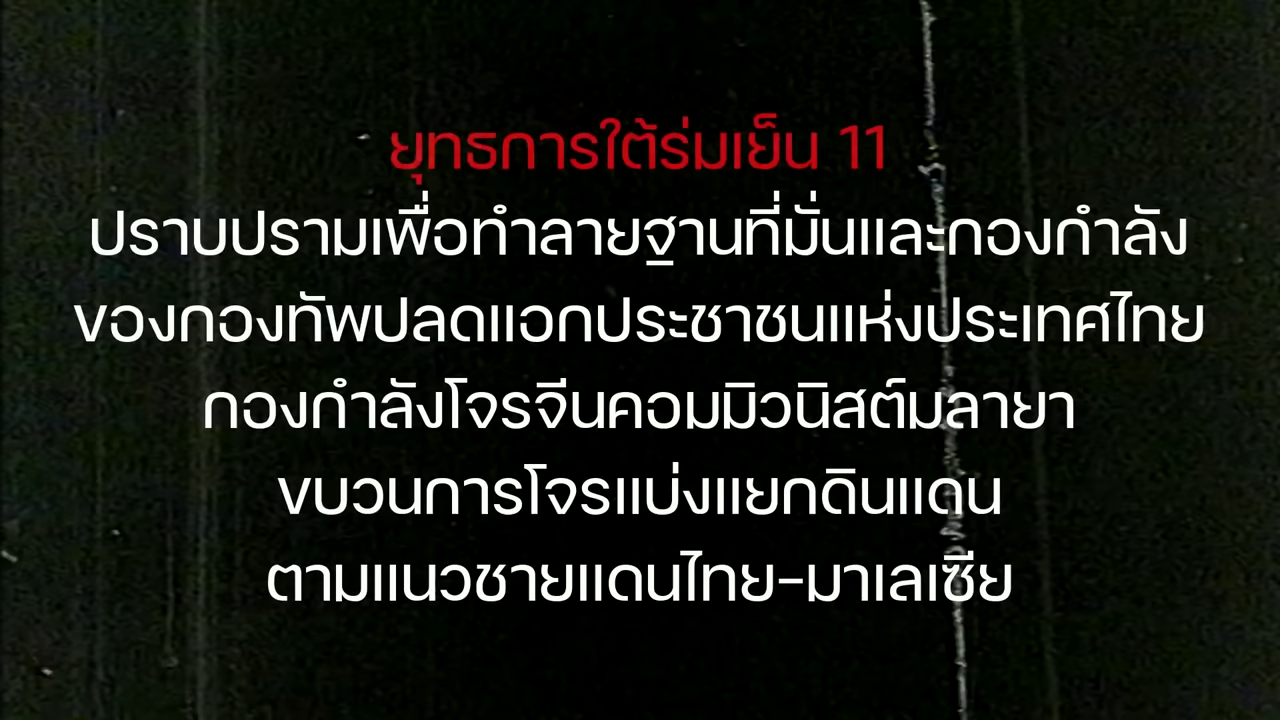 ยุทธการใต้ร่มเย็น 11
ปราบปรามเพื่อทำลายฐานที่มั่นและกองกำลัง
ของกองทัพปลดแอกประชาชนแห่งประเทศไทย
กองกำลังโจรจีนคอมมิวนิสต์มลายา
ขบวนการโจรแบ่งแยกดินแดน
ตามแนวชายแดนไทย-มาเลเซีย